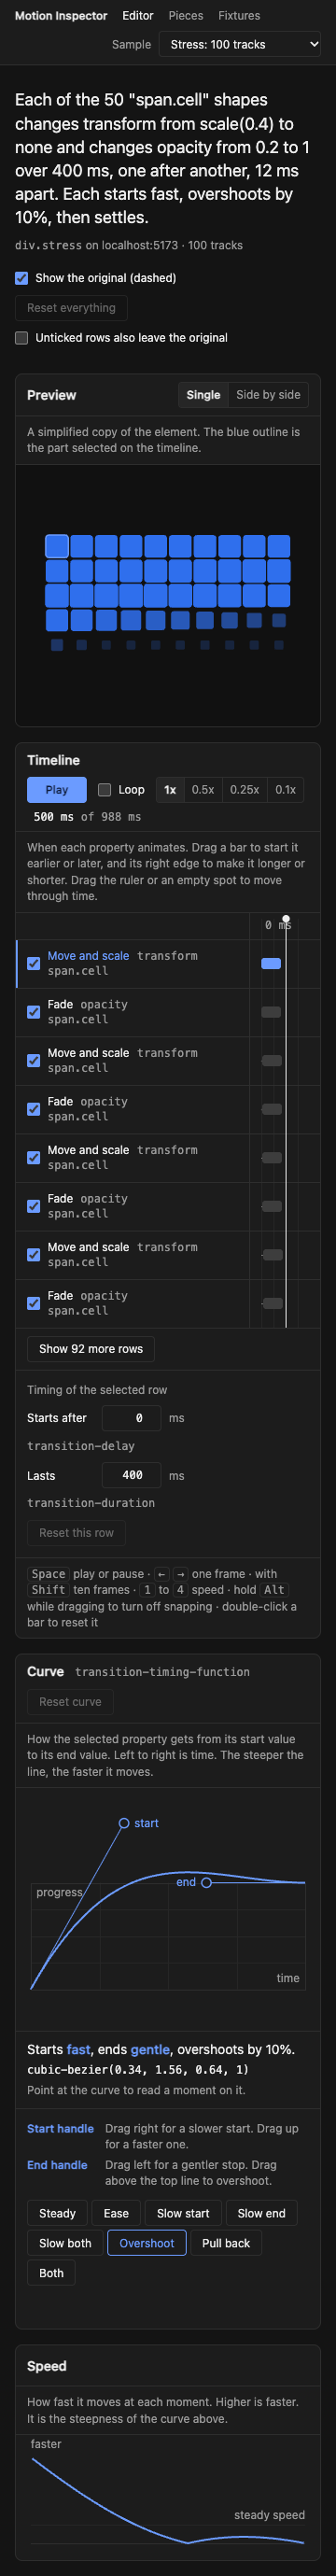 Motion Inspector Editor Pieces Fixtures
Sample Stress: 100 tracks
Each of the 50 "span.cell" shapes
changes transform from scale(0.4) to
none and changes opacity from 0.2 to 1
over 400 ms, one after another, 12 ms
apart. Each starts fast, overshoots by
10%, then settles.
div.stress on localhost:5173 · 100 tracks
Show the original (dashed)
Reset everything
Unticked rows also leave the original
Preview Single Side by side
A simplified copy of the element. The blue outline is
the part selected on the timeline.
Timeline
Play Loop 1x 0.5x 0.25x 0.1x
500 ms of 988 ms
When each property animates. Drag a bar to start it
earlier or later, and its right edge to make it longer or
shorter. Drag the ruler or an empty spot to move
through time.
0 ms
Move and scale transform
span.cell
Fade opacity
span.cell
Move and scale transform
span.cell
Fade opacity
span.cell
Move and scale transform
span.cell
Fade opacity
span.cell
Move and scale transform
span.cell
Fade opacity
span.cell
Show 92 more rows
Timing of the selected row
Starts after 0 ms
transition-delay
Lasts 400 ms
transition-duration
Reset this row
Space play or pause · ← → one frame · with
Shift ten frames · 1 to 4 speed · hold Alt
while dragging to turn off snapping · double-click a
bar to reset it
Curve transition-timing-function
Reset curve
How the selected property gets from its start value
to its end value. Left to right is time. The steeper the
line, the faster it moves.
start
end
progress
time
Starts fast, ends gentle, overshoots by 10%.
cubic-bezier(0.34, 1.56, 0.64, 1)
Point at the curve to read a moment on it.
Start handle Drag right for a slower start. Drag up
for a faster one.
End handle Drag left for a gentler stop. Drag
above the top line to overshoot.
Steady Ease Slow start Slow end
Slow both Overshoot Pull back
Both
Speed
How fast it moves at each moment. Higher is faster.
It is the steepness of the curve above.
faster
steady speed